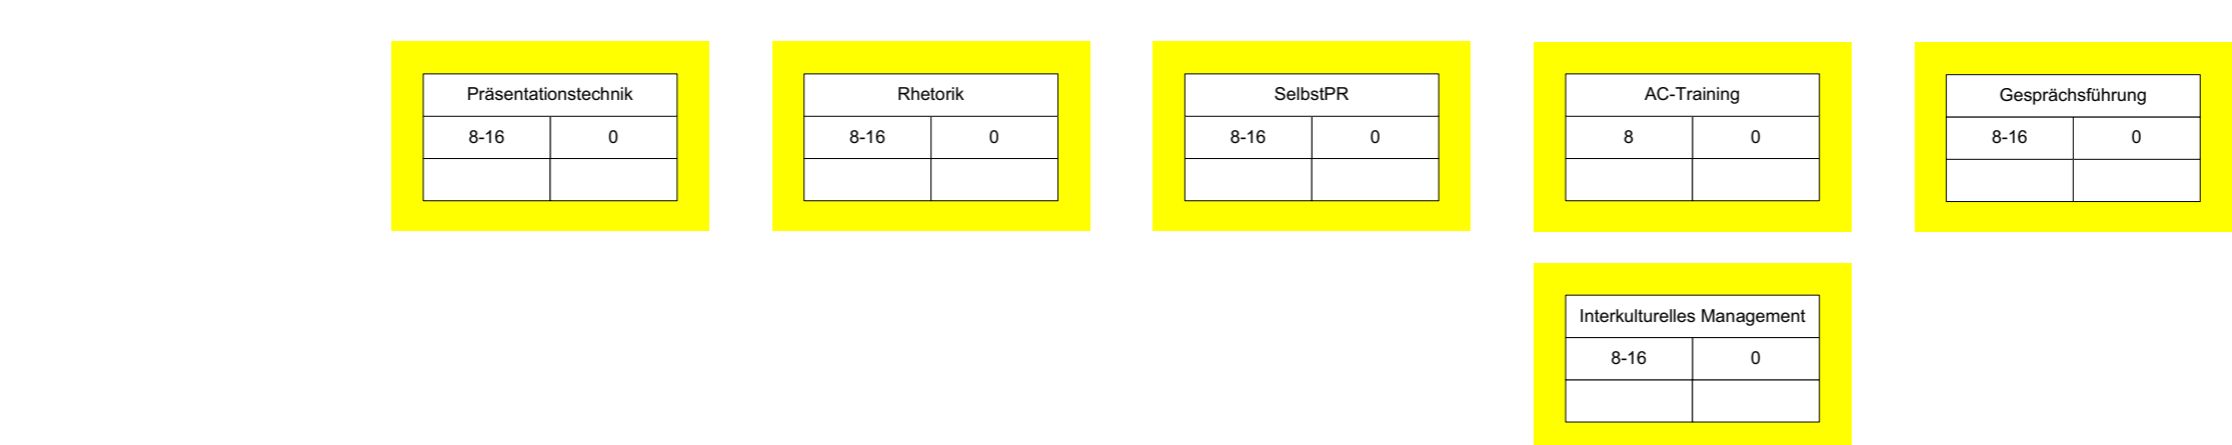 Präsentationstechnik
8-16 0
Rhetorik
8-16 0
SelbstPR
8-16 0
AC-Training
8 0
Gesprächsführung
8-16 0
Interkulturelles Management
8-16 0